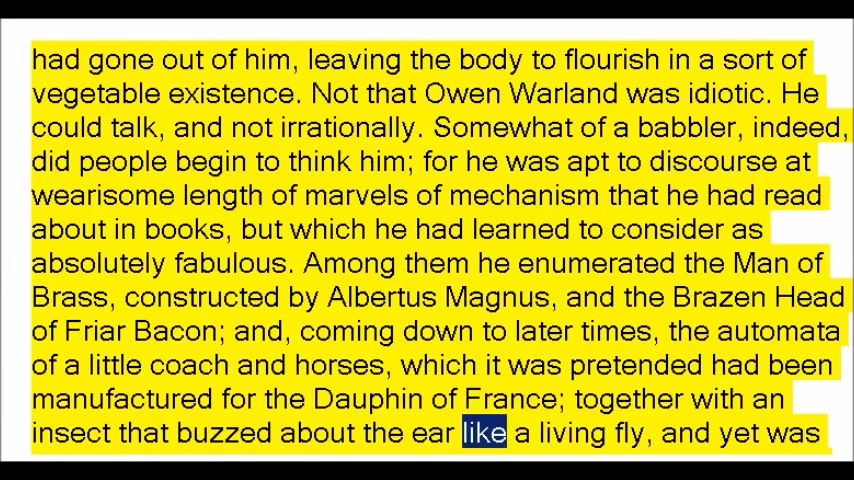 had gone out of him, leaving the body to flourish in a sort of
vegetable existence. Not that Owen Warland was idiotic. He
could talk, and not irrationally. Somewhat of a babbler, indeed,
did people begin to think him; for he was apt to discourse at
wearisome length of marvels of mechanism that he had read
about in books, but which he had learned to consider as
absolutely fabulous. Among them he enumerated the Man of
Brass, constructed by Albertus Magnus, and the Brazen Head
of Friar Bacon; and, coming down to later times, the automata
of a little coach and horses, which it was pretended had been
manufactured for the Dauphin of France; together with an
insect that buzzed about the ear like a living fly, and yet was